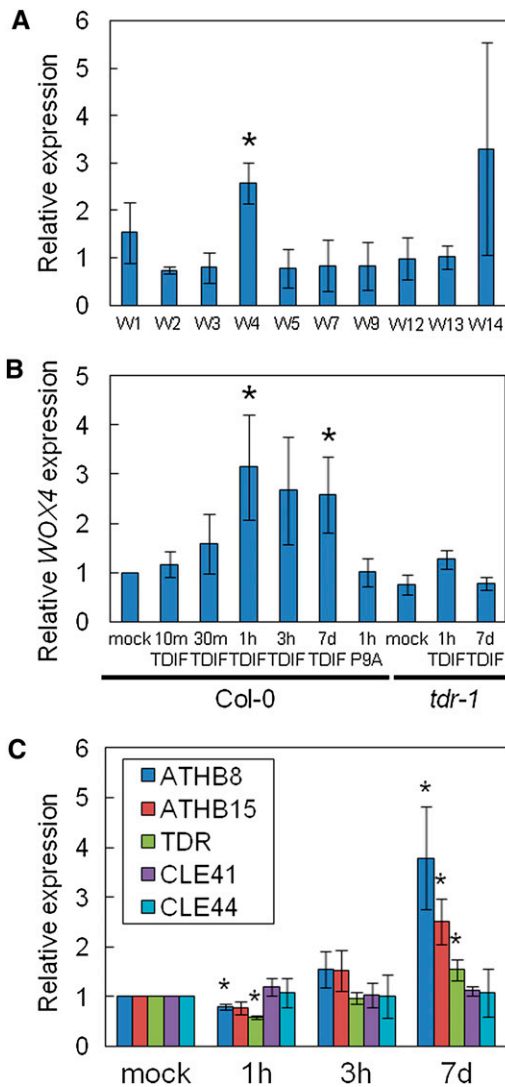 A
Relative expression
6
5
4
3
2
1
0
*
W1 W2 W3 W4 W5 W7 W9 W12 W13 W14
B
Relative WOX4 expression
5
4
3
2
1
0
* *
mock 10m 30m 1h 3h 7d 1h mock 1h 7d
TDIF TDIF TDIF TDIF TDIF P9A TDIF TDIF
Col-0 tdr-1
C
Relative expression
6
5
4
3
2
1
0
ATHB8
ATHB15
TDR
CLE41
CLE44
* * * * *
mock 1h 3h 7d